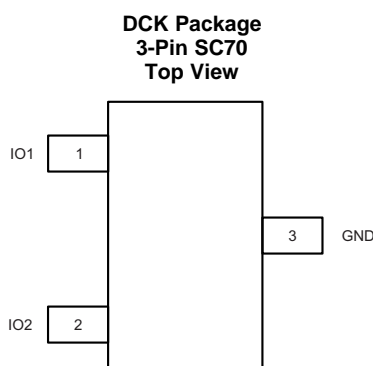 DCK Package
3-Pin SC70
Top View
IO1 1
3 GND
IO2 2